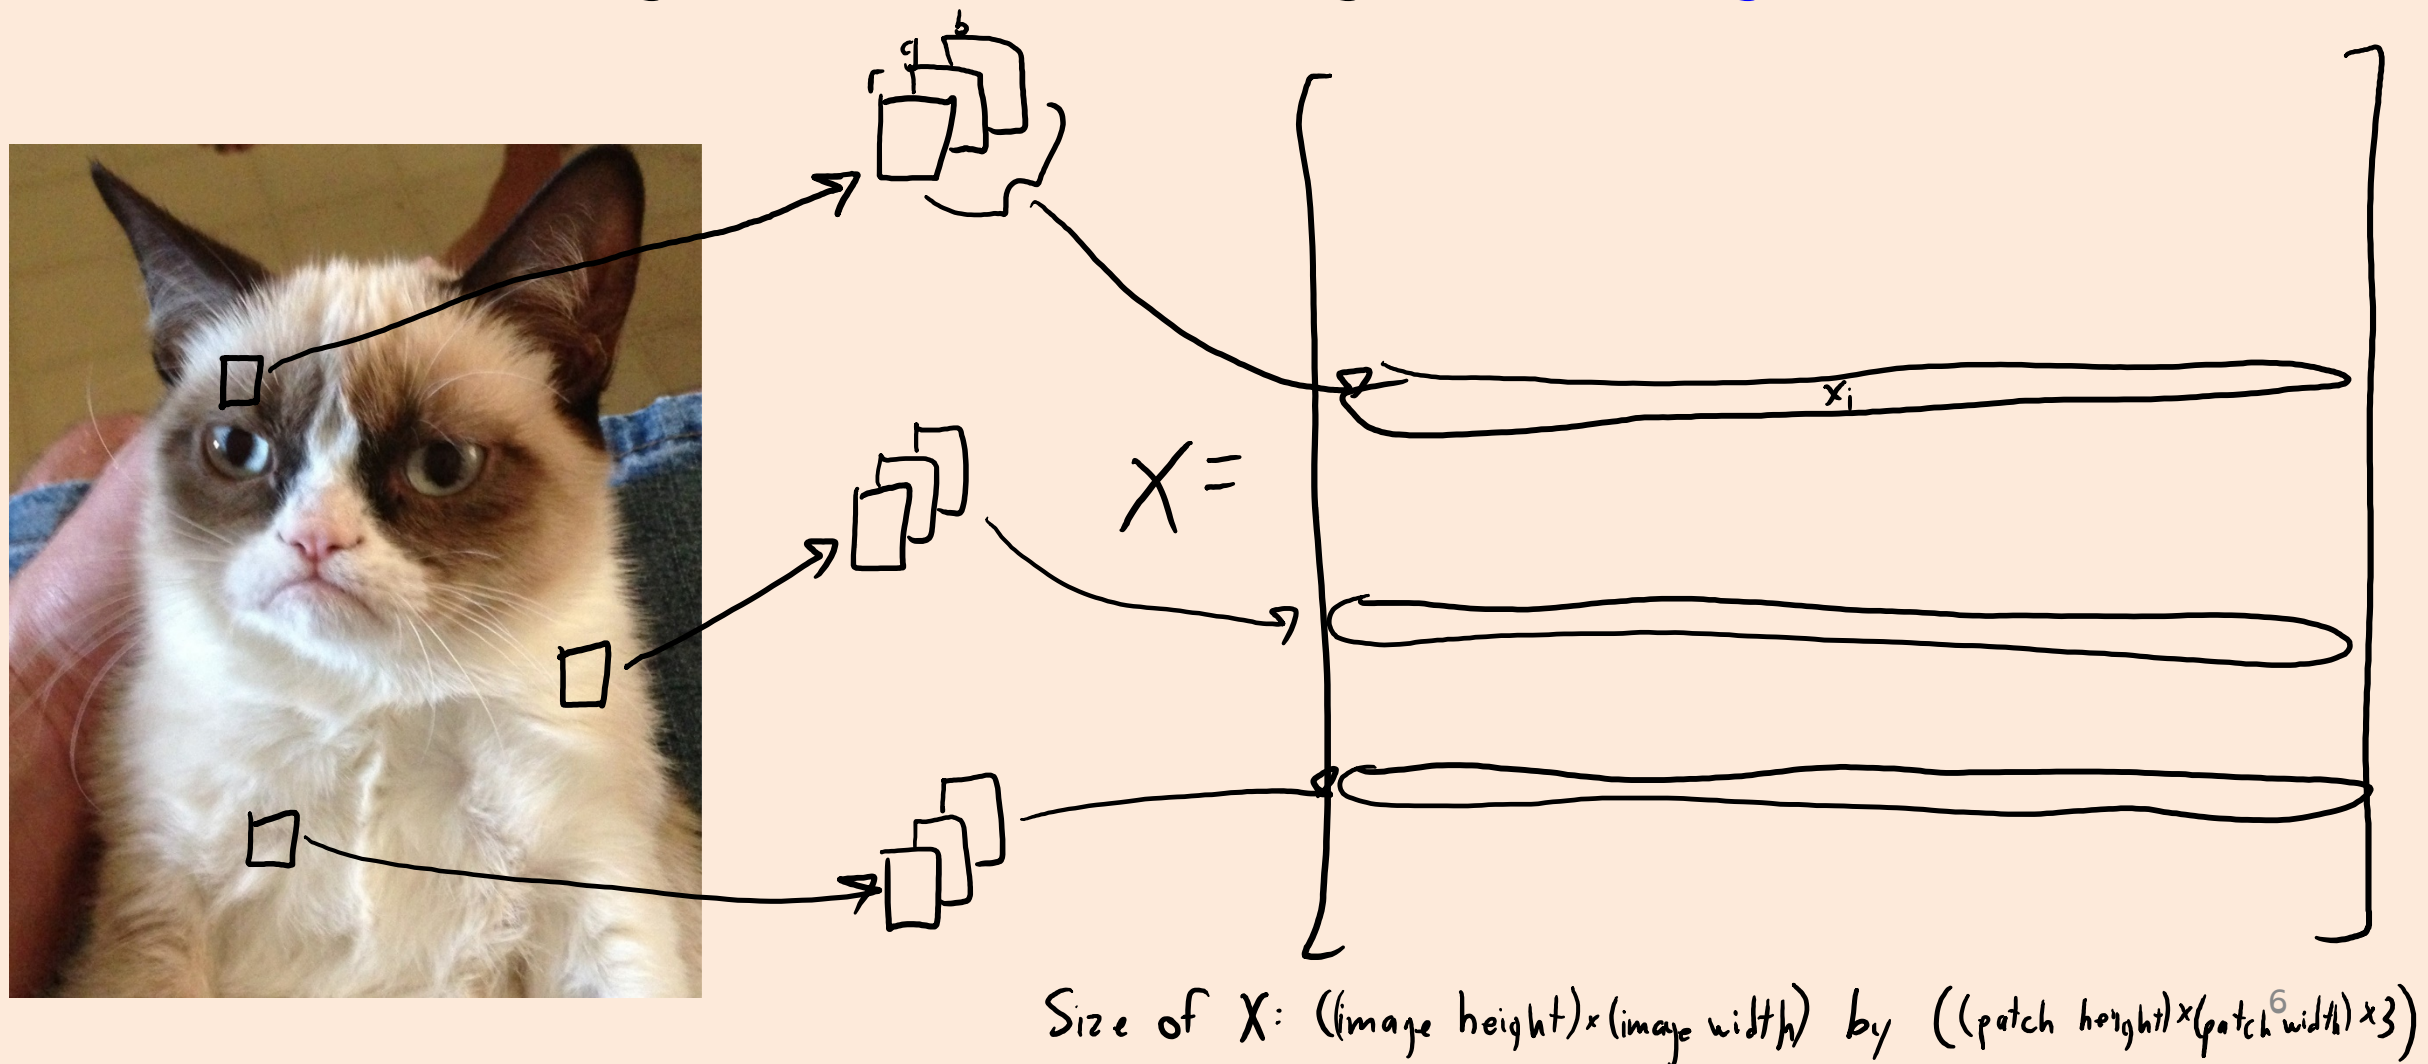 b
g
r
x_i
X =
Size of X: ((image height)×(image width) by ((patch height)×(patch width)×3)
6